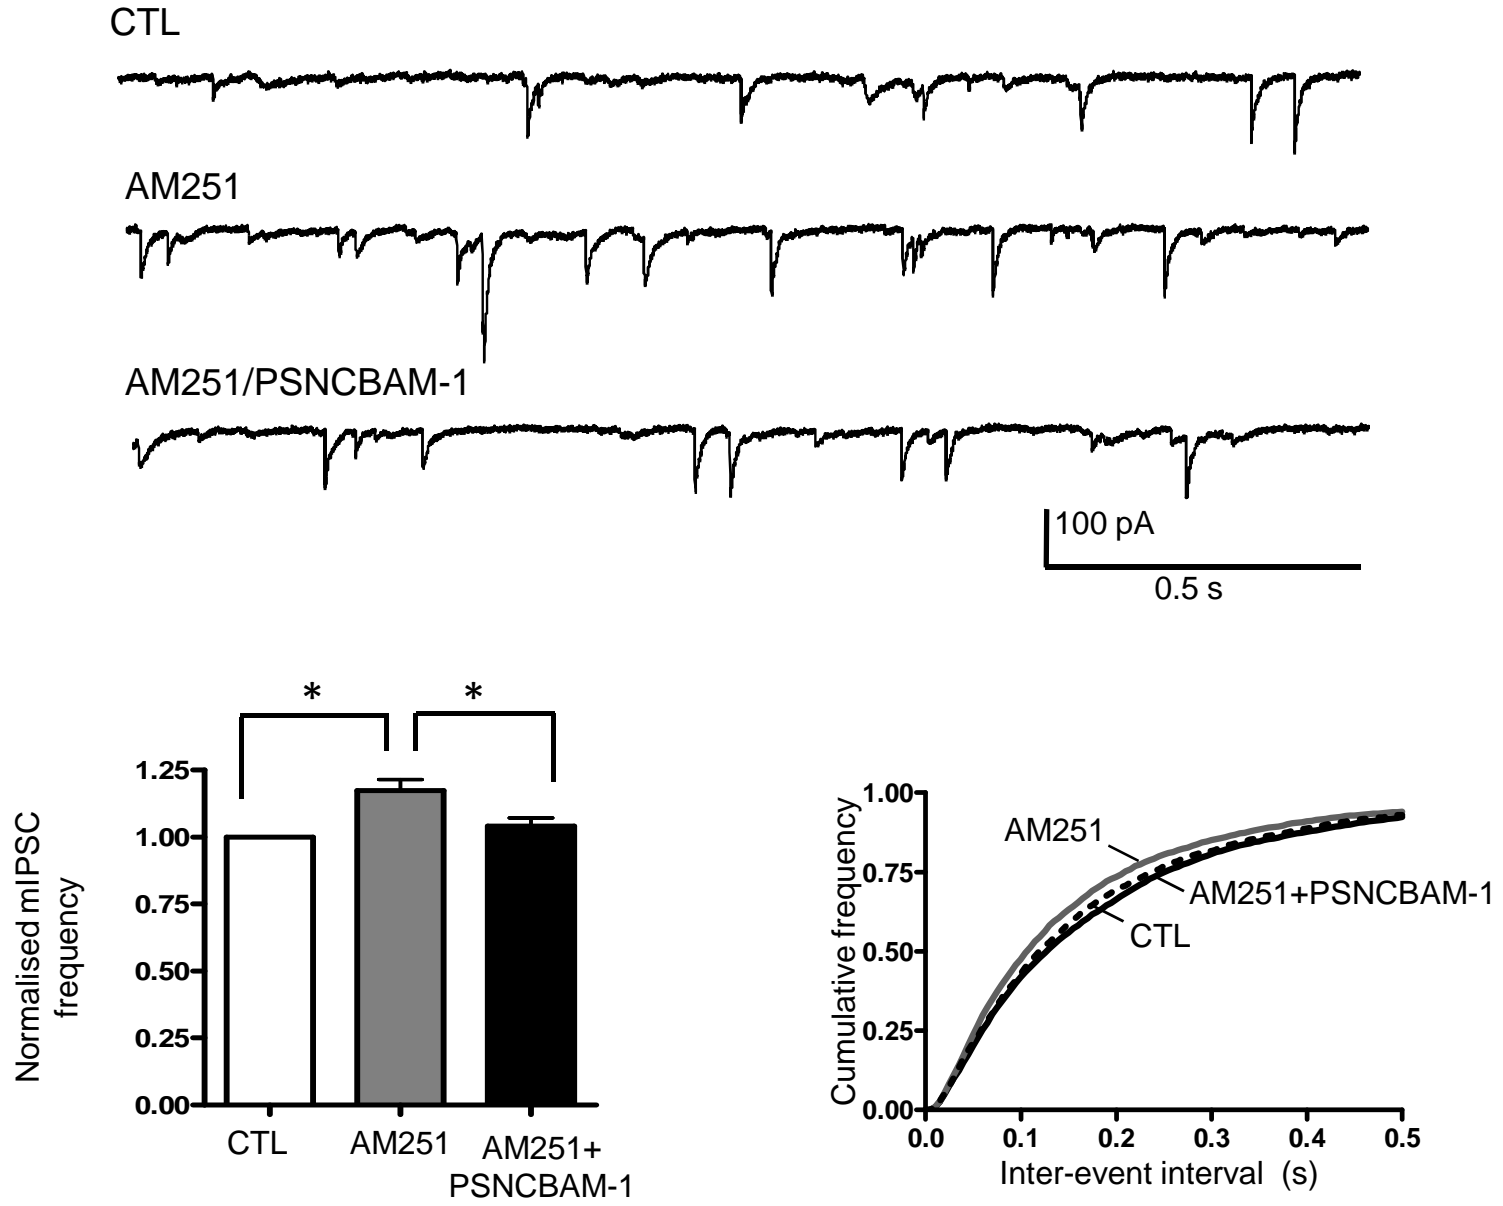 CTL
AM251
AM251/PSNCBAM-1
100 pA
0.5 s
* *
Normalised mIPSC
frequency
1.25
1.00
0.75
0.50
0.25
0.00
CTL
AM251
AM251+
PSNCBAM-1
Cumulative frequency
1.00
0.75
0.50
0.25
0.00
AM251
AM251+PSNCBAM-1
CTL
0.0 0.1 0.2 0.3 0.4 0.5
Inter-event interval (s)